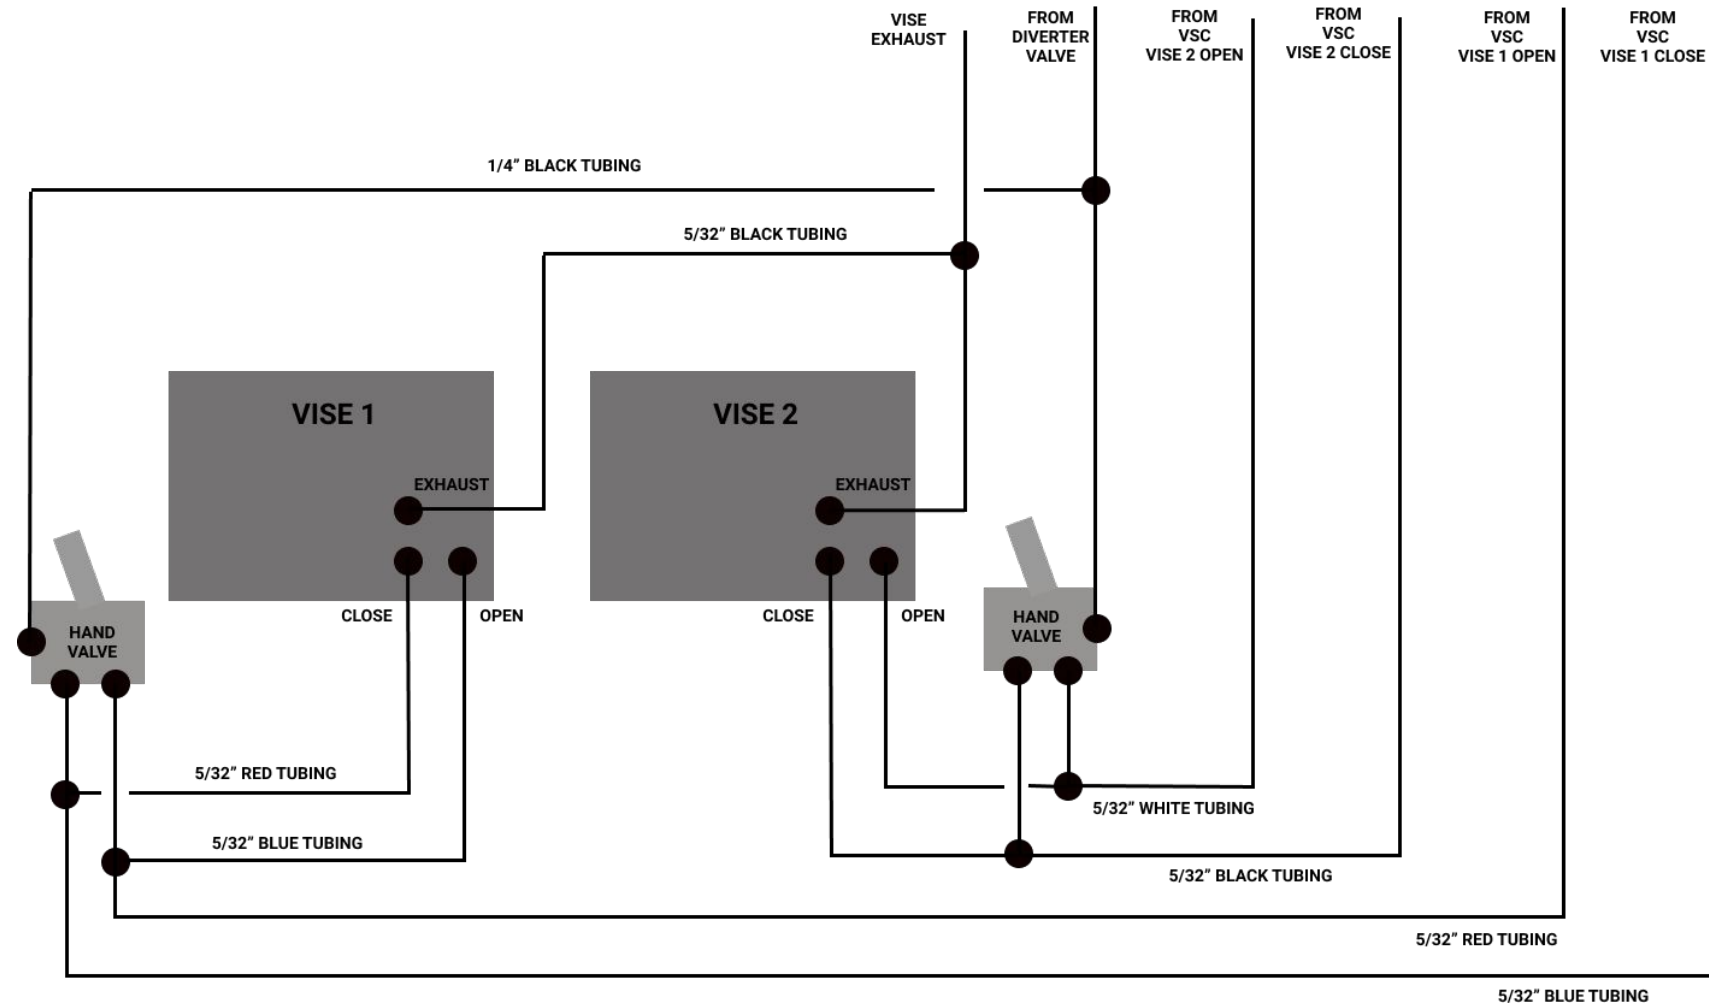 VISE
EXHAUST
FROM
DIVERTER
VALVE
FROM
VSC
VISE 2 OPEN
FROM
VSC
VISE 2 CLOSE
FROM
VSC
VISE 1 OPEN
FROM
VSC
VISE 1 CLOSE
1/4” BLACK TUBING
5/32” BLACK TUBING
VISE 1
EXHAUST
CLOSE
OPEN
VISE 2
EXHAUST
CLOSE
OPEN
HAND
VALVE
HAND
VALVE
5/32” RED TUBING
5/32” WHITE TUBING
5/32” BLUE TUBING
5/32” BLACK TUBING
5/32” RED TUBING
5/32” BLUE TUBING